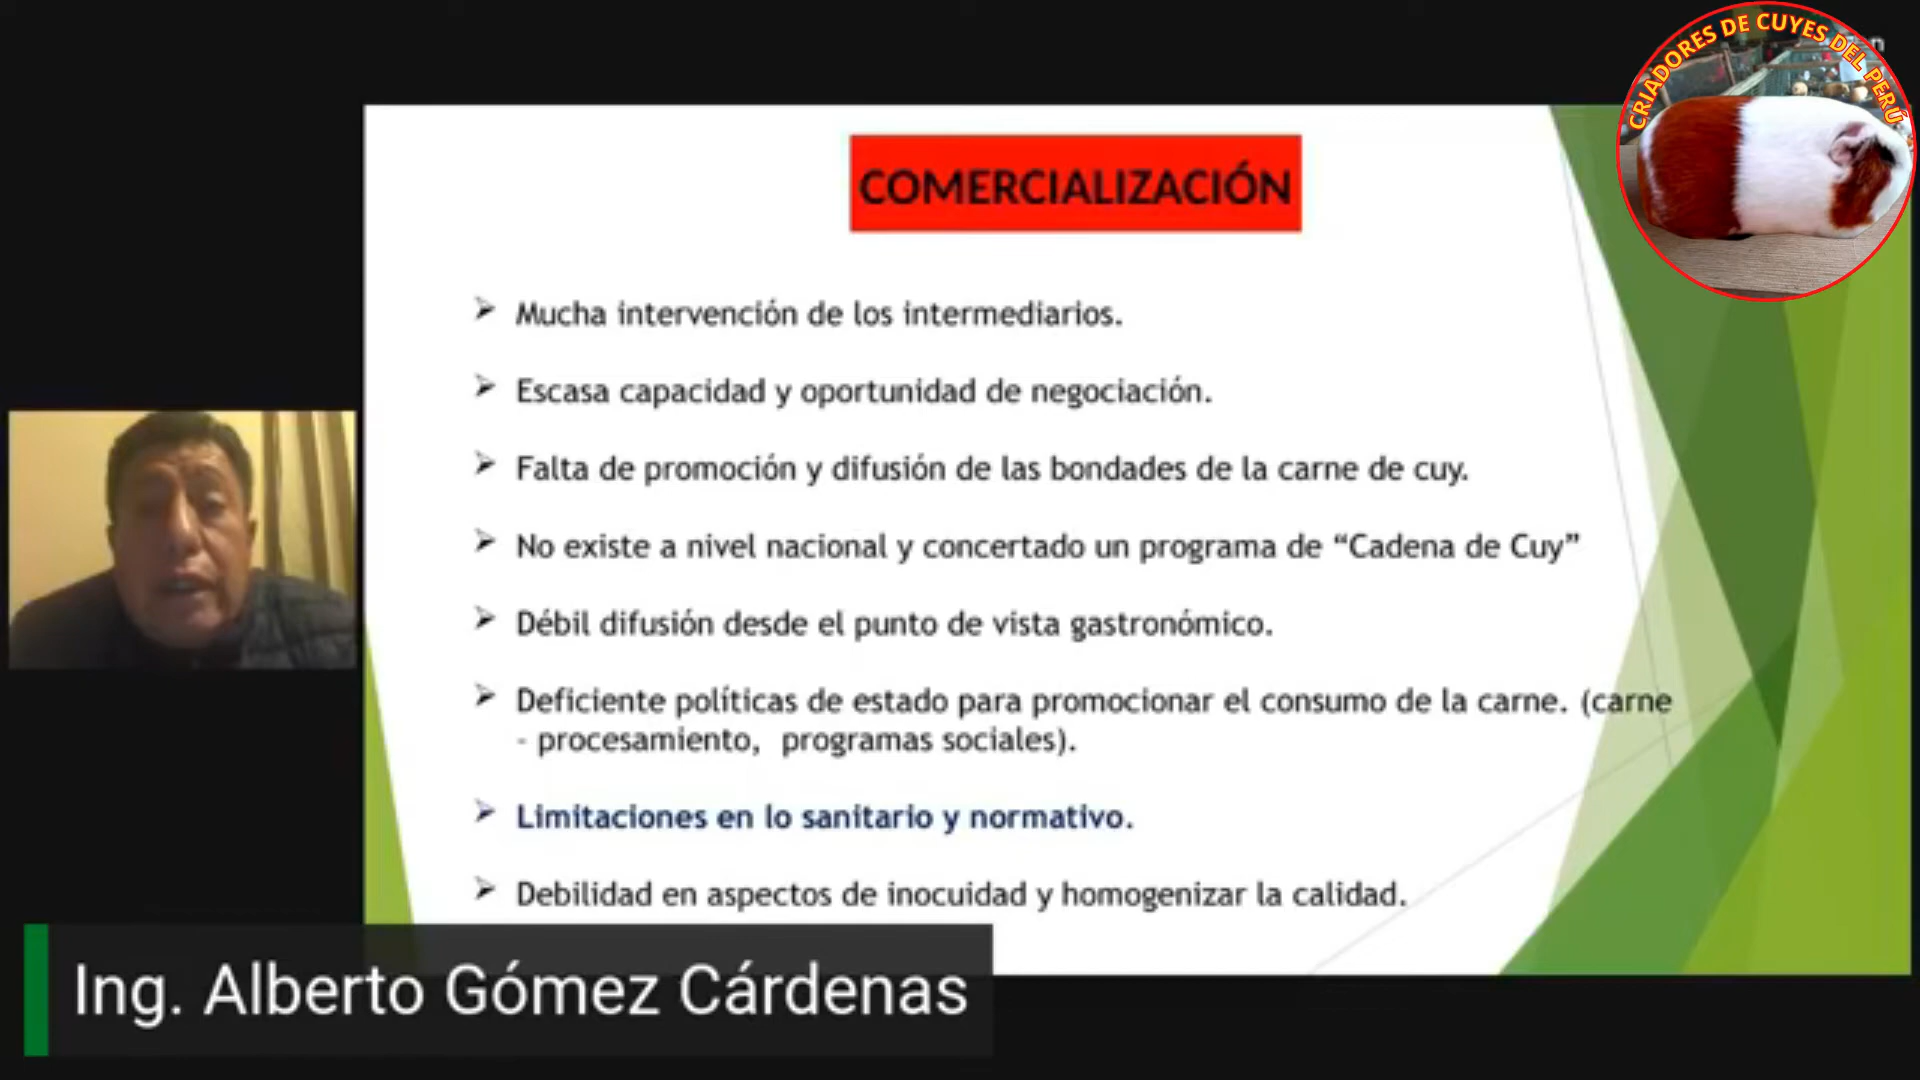 CRIADORES DE CUYES DEL PERÚ
COMERCIALIZACIÓN
Mucha intervención de los intermediarios.
Escasa capacidad y oportunidad de negociación.
Falta de promoción y difusión de las bondades de la carne de cuy.
No existe a nivel nacional y concertado un programa de “Cadena de Cuy”
Débil difusión desde el punto de vista gastronómico.
Deficiente políticas de estado para promocionar el consumo de la carne. (carne
- procesamiento, programas sociales).
Limitaciones en lo sanitario y normativo.
Debilidad en aspectos de inocuidad y homogenizar la calidad.
Ing. Alberto Gómez Cárdenas